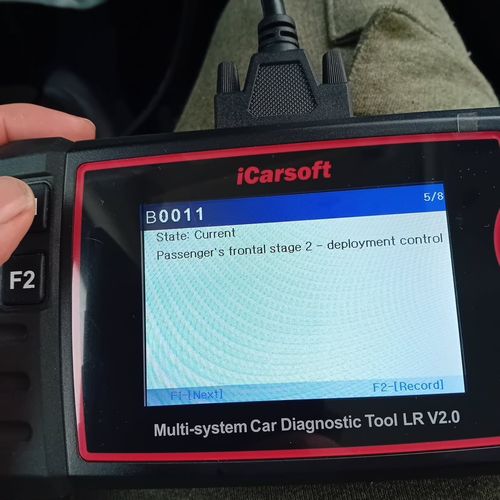 iCarsoft
B0011 5/8
State: Current
Passenger's frontal stage 2 - deployment control
F1-[Next] F2-[Record]
F2
Multi-system Car Diagnostic Tool LR V2.0